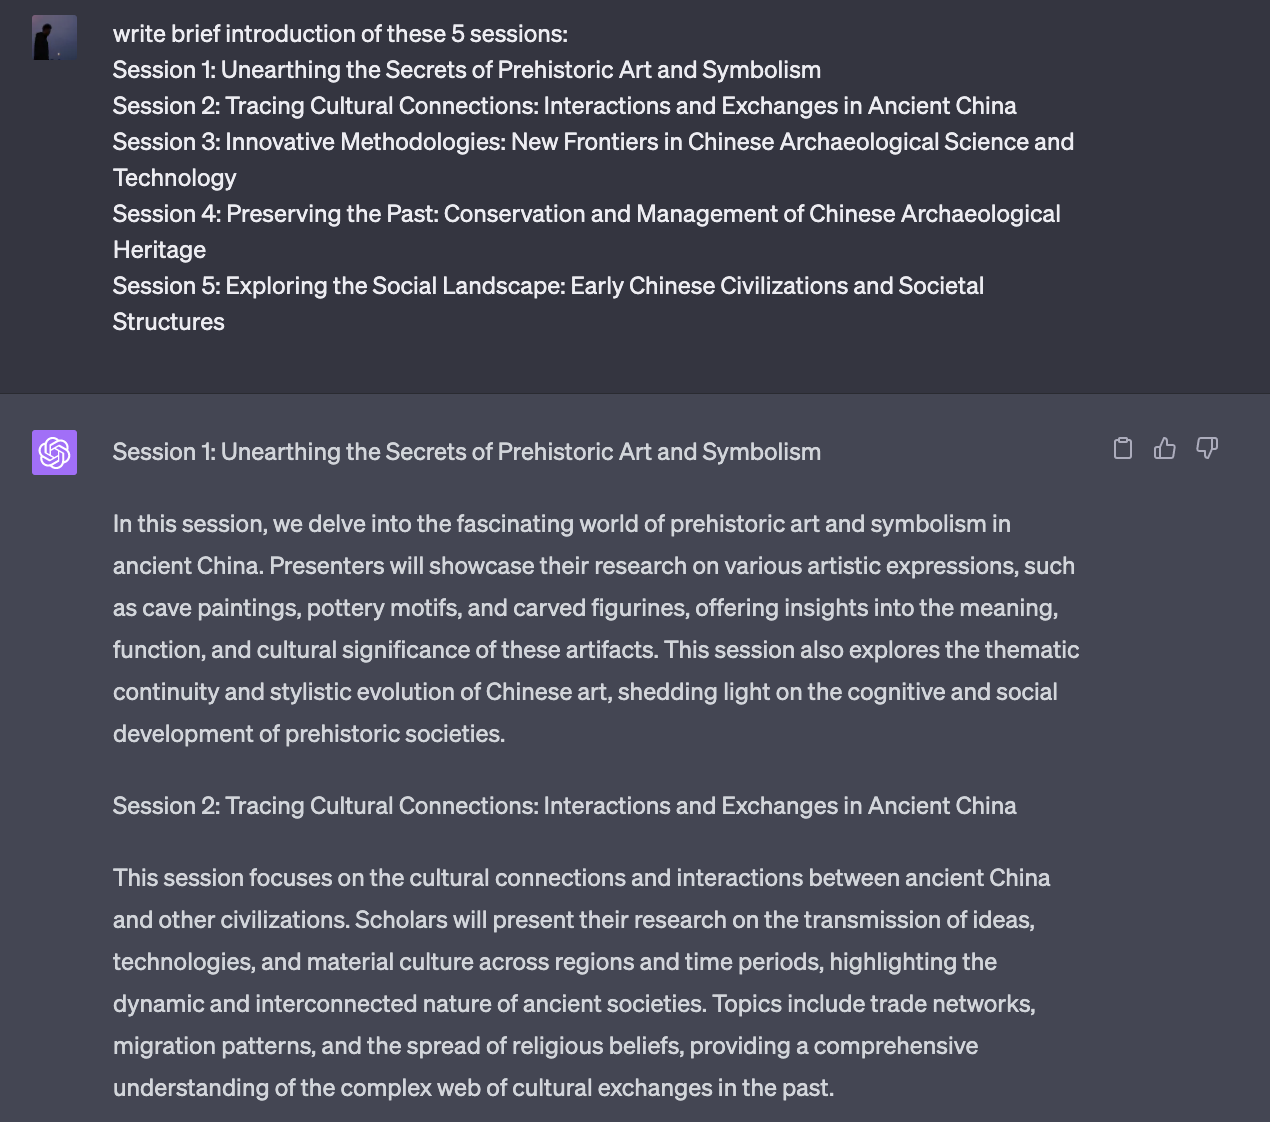 write brief introduction of these 5 sessions:
Session 1: Unearthing the Secrets of Prehistoric Art and Symbolism
Session 2: Tracing Cultural Connections: Interactions and Exchanges in Ancient China
Session 3: Innovative Methodologies: New Frontiers in Chinese Archaeological Science and
Technology
Session 4: Preserving the Past: Conservation and Management of Chinese Archaeological
Heritage
Session 5: Exploring the Social Landscape: Early Chinese Civilizations and Societal
Structures
Session 1: Unearthing the Secrets of Prehistoric Art and Symbolism
In this session, we delve into the fascinating world of prehistoric art and symbolism in
ancient China. Presenters will showcase their research on various artistic expressions, such
as cave paintings, pottery motifs, and carved figurines, offering insights into the meaning,
function, and cultural significance of these artifacts. This session also explores the thematic
continuity and stylistic evolution of Chinese art, shedding light on the cognitive and social
development of prehistoric societies.
Session 2: Tracing Cultural Connections: Interactions and Exchanges in Ancient China
This session focuses on the cultural connections and interactions between ancient China
and other civilizations. Scholars will present their research on the transmission of ideas,
technologies, and material culture across regions and time periods, highlighting the
dynamic and interconnected nature of ancient societies. Topics include trade networks,
migration patterns, and the spread of religious beliefs, providing a comprehensive
understanding of the complex web of cultural exchanges in the past.